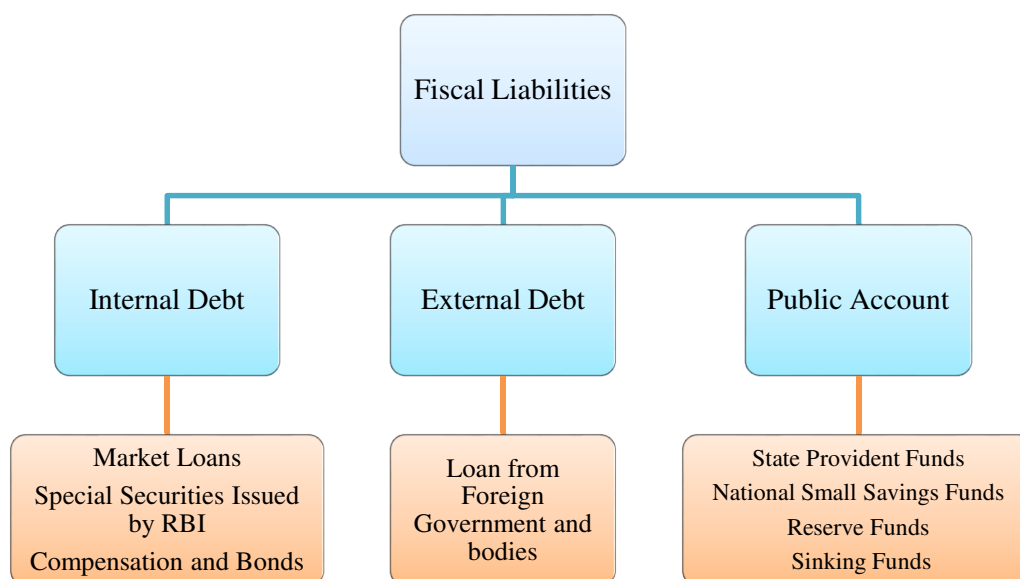 Fiscal Liabilities
Internal Debt
External Debt
Public Account
Market Loans
Special Securities Issued
by RBI
Compensation and Bonds
Loan from
Foreign
Government and
bodies
State Provident Funds
National Small Savings Funds
Reserve Funds
Sinking Funds